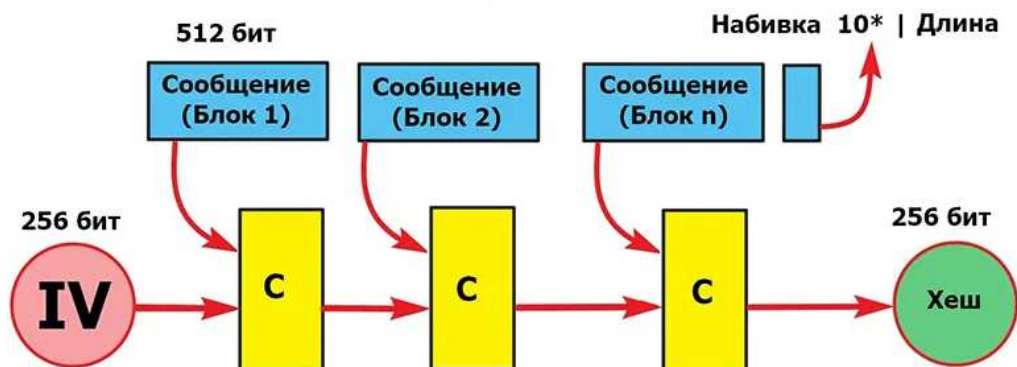 512 бит
Набивка 10* | Длина
Сообщение
(Блок 1)
Сообщение
(Блок 2)
Сообщение
(Блок n)
256 бит
IV
C
C
C
256 бит
Хеш